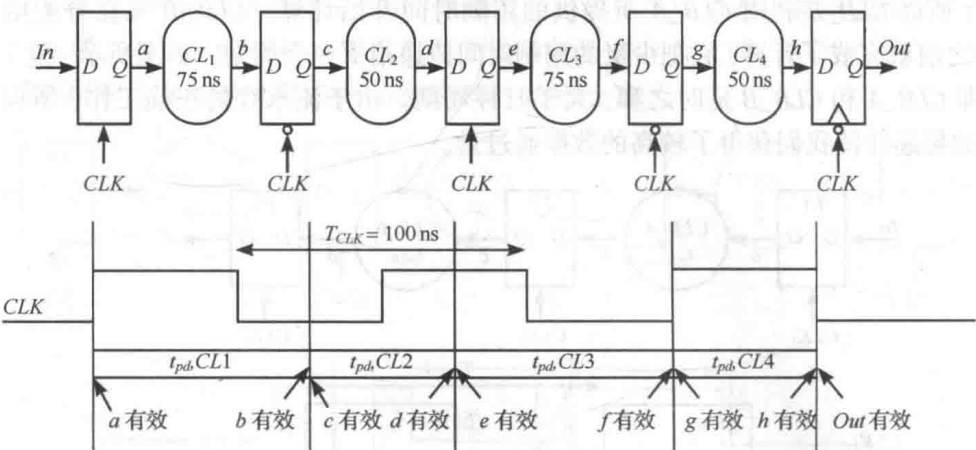 In D Q a CL₁ 75 ns b D Q c CL₂ 50 ns d D Q e CL₃ 75 ns f D Q g CL₄ 50 ns h D Q Out
CLK CLK CLK CLK CLK
T_CLK = 100 ns
CLK
t_pd,CL1 t_pd,CL2 t_pd,CL3 t_pd,CL4
a 有效 b 有效 c 有效 d 有效 e 有效 f 有效 g 有效 h 有效 Out 有效